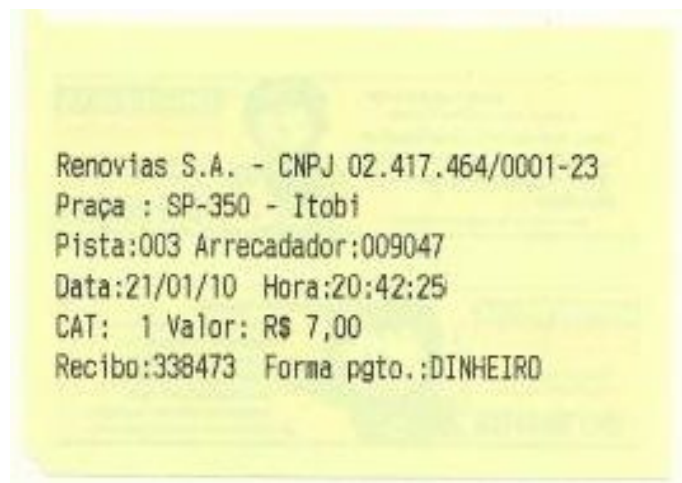 Renovias S.A. - CNPJ 02.417.464/0001-23
Praça : SP-350 - Itobi
Pista:003 Arrecadador:009047
Data:21/01/10 Hora:20:42:25
CAT: 1 Valor: R$ 7,00
Recibo:338473 Forma pgto.:DINHEIRO